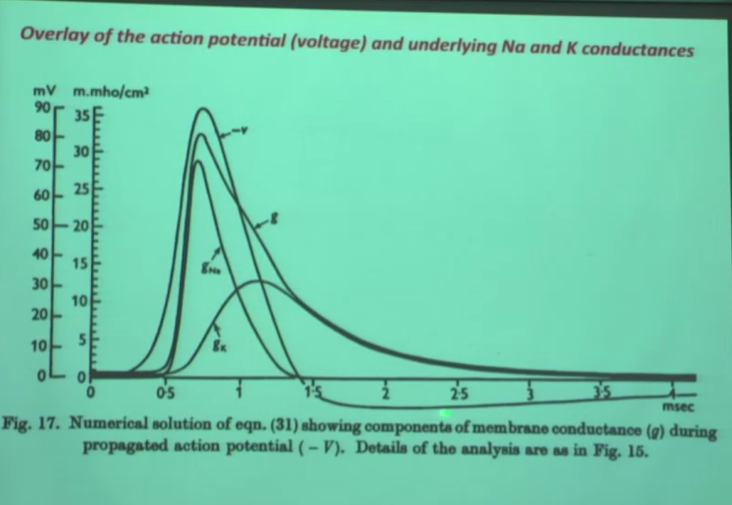 Overlay of the action potential (voltage) and underlying Na and K conductances
mV m.mho/cm²
90
80
70
60
50
40
30
20
10
0
35
30
25
20
15
10
5
0
-V
g
gNa
gK
0 0·5 1 1·5 2 2·5 3 3·5 4
msec
Fig. 17. Numerical solution of eqn. (31) showing components of membrane conductance (g) during
propagated action potential (– V). Details of the analysis are as in Fig. 15.